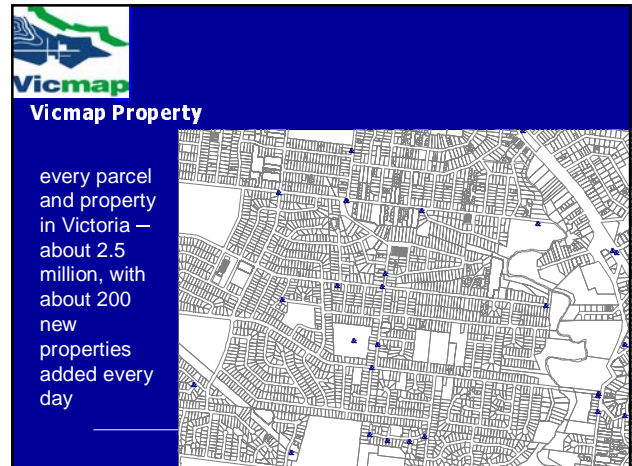 Vicmap
Vicmap Property
every parcel
and property
in Victoria –
about 2.5
million, with
about 200
new
properties
added every
day